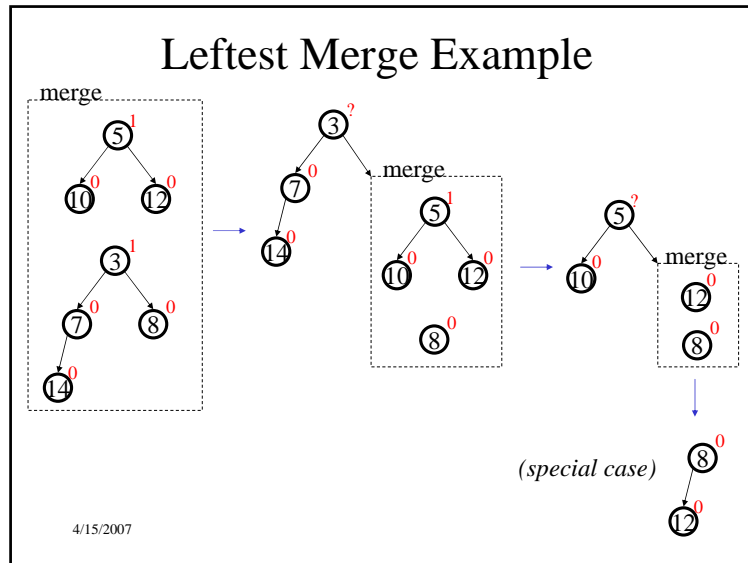 Leftest Merge Example
merge
5 1
10 0 12 0
3 1
7 0 8 0
14 0
3 ?
7 0
14 0
merge
5 1
10 0 12 0
8 0
5 ?
10 0
merge
12 0
8 0
(special case)
8 0
12 0
4/15/2007